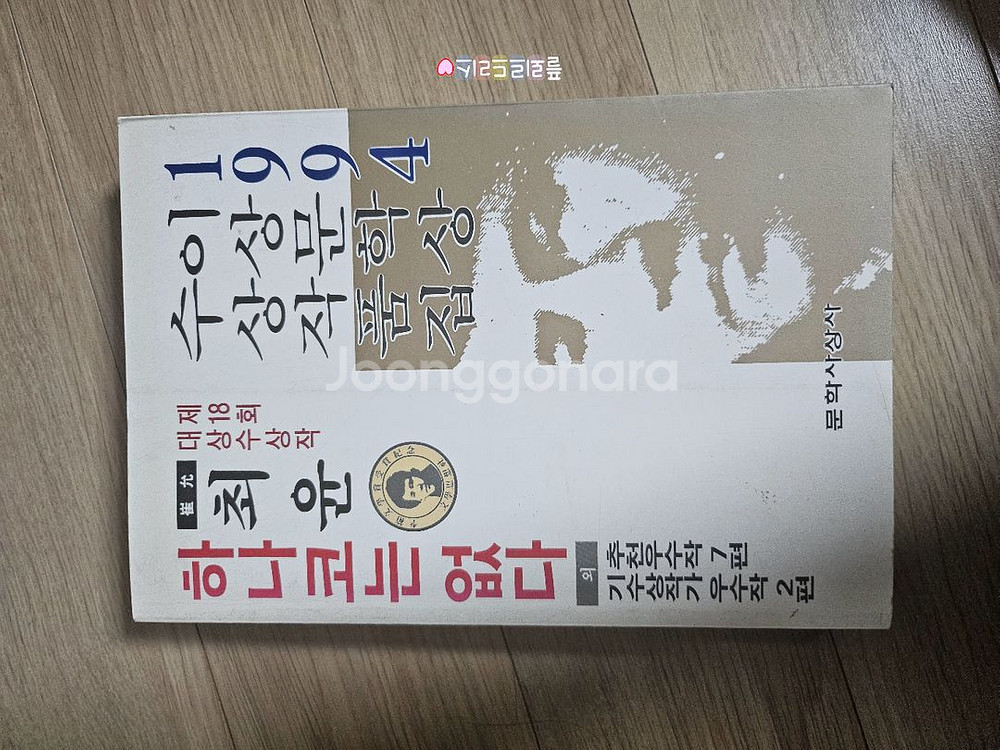 1994
이상문학상
수상작품집
제18회
대상수상작
崔允
최윤
하나코는 없다
외
추천우수작 7편
기수상작가 우수작 2편
문학사상사
Joonggonara